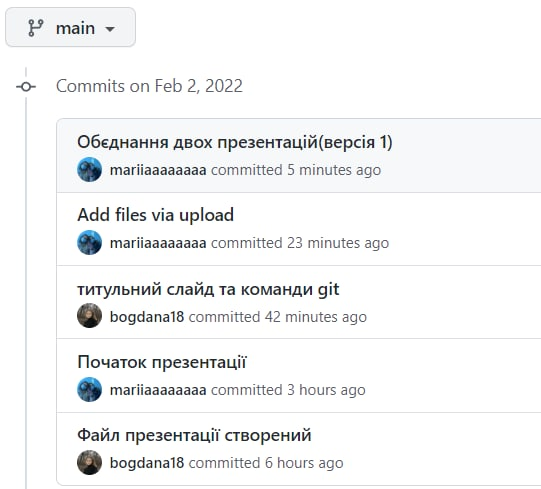 main
Commits on Feb 2, 2022
Обєднання двох презентацій(версія 1)
mariiaaaaaaaa committed 5 minutes ago
Add files via upload
mariiaaaaaaaa committed 23 minutes ago
титульний слайд та команди git
bogdana18 committed 42 minutes ago
Початок презентації
mariiaaaaaaaa committed 3 hours ago
Файл презентації створений
bogdana18 committed 6 hours ago